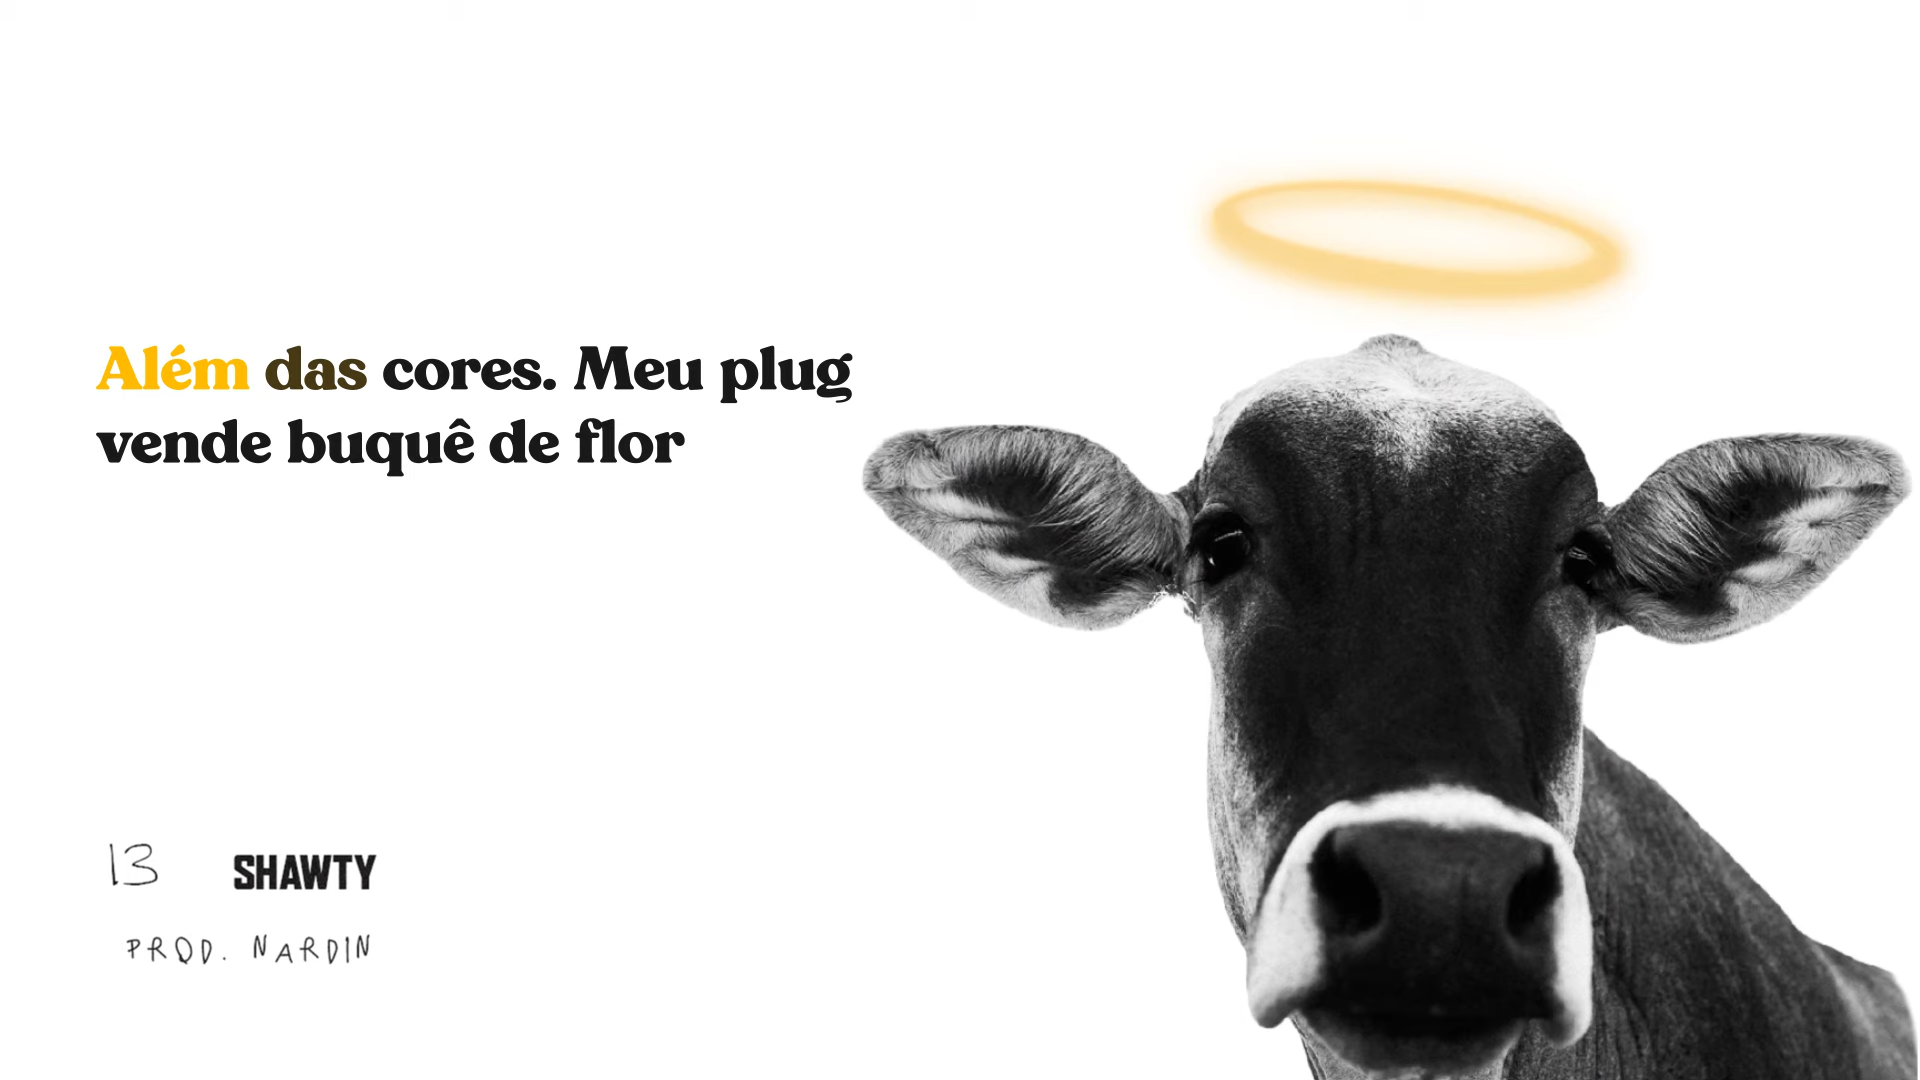 Além das cores. Meu plug
vende buquê de flor
13 SHAWTY
PROD. NARDIN